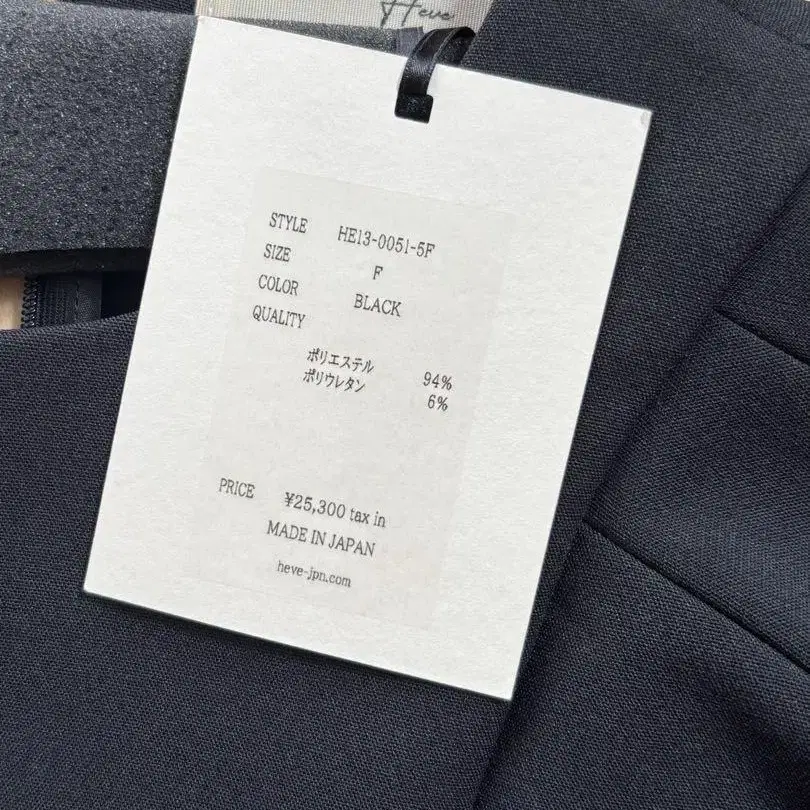 Heve
STYLE HE13-0051-5F
SIZE F
COLOR BLACK
QUALITY
ポリエステル 94%
ポリウレタン 6%
PRICE ¥25,300 tax in
MADE IN JAPAN
heve-jpn.com